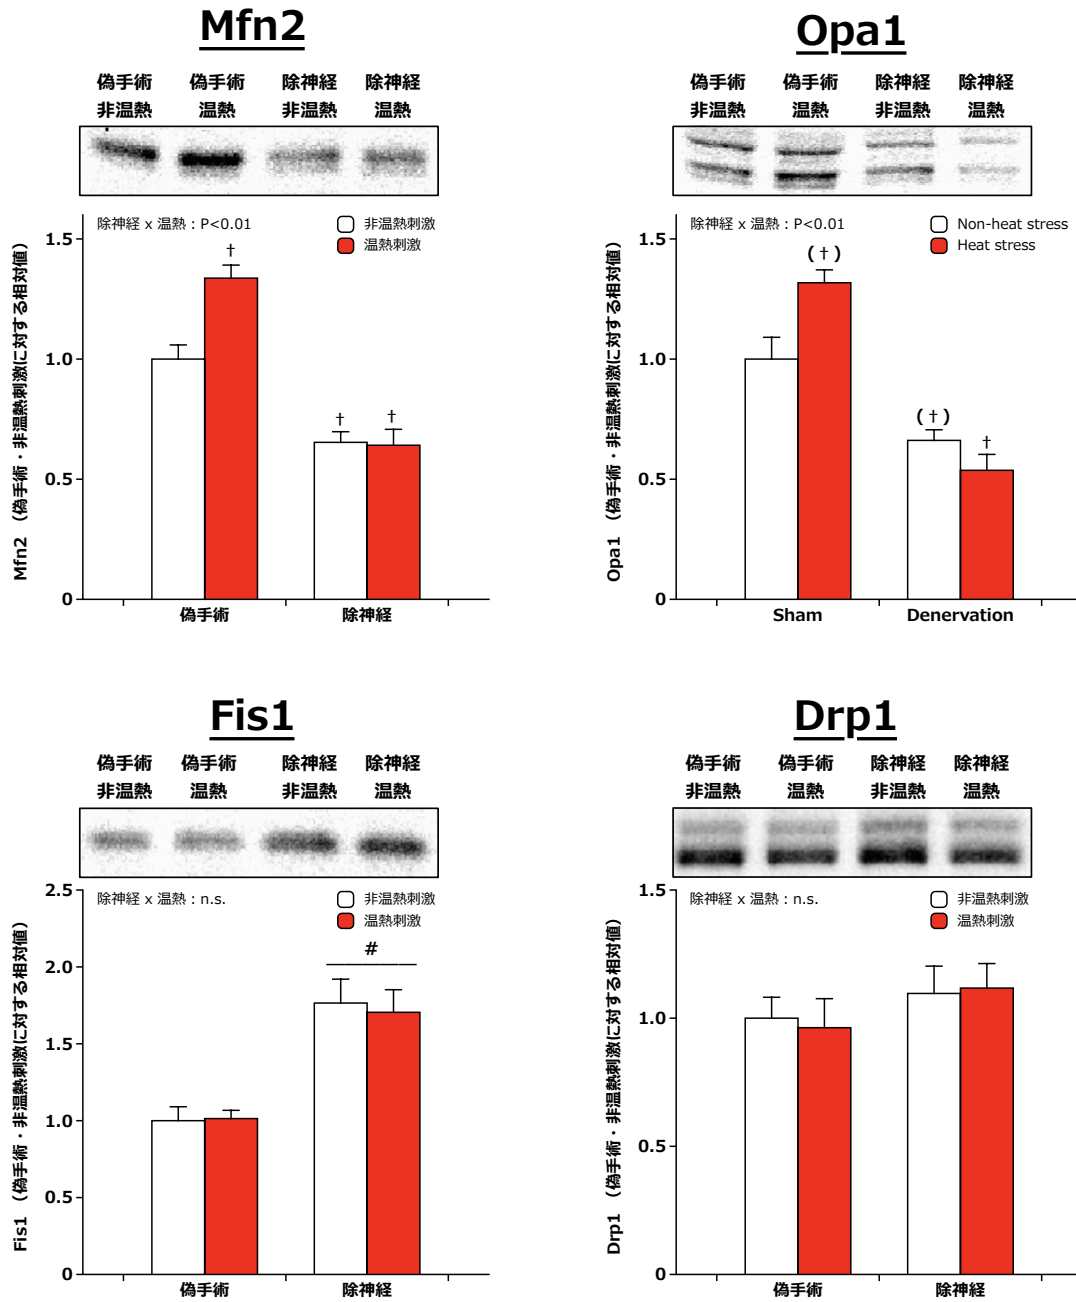 Mfn2
偽手術 偽手術 除神経 除神経
非温熱 温熱 非温熱 温熱
除神経 x 温熱：P<0.01
非温熱刺激
温熱刺激
Mfn2 （偽手術・非温熱刺激に対する相対値）
1.5
1.0
0.5
0
†
†
†
偽手術 除神経
Opa1
偽手術 偽手術 除神経 除神経
非温熱 温熱 非温熱 温熱
除神経 x 温熱：P<0.01
Non-heat stress
Heat stress
Opa1 （偽手術・非温熱刺激に対する相対値）
1.5
1.0
0.5
0
(†)
(†)
†
Sham Denervation
Fis1
偽手術 偽手術 除神経 除神経
非温熱 温熱 非温熱 温熱
除神経 x 温熱：n.s.
非温熱刺激
温熱刺激
Fis1 （偽手術・非温熱刺激に対する相対値）
2.5
2.0
1.5
1.0
0.5
0
#
偽手術 除神経
Drp1
偽手術 偽手術 除神経 除神経
非温熱 温熱 非温熱 温熱
除神経 x 温熱：n.s.
非温熱刺激
温熱刺激
Drp1 （偽手術・非温熱刺激に対する相対値）
1.5
1.0
0.5
0
偽手術 除神経